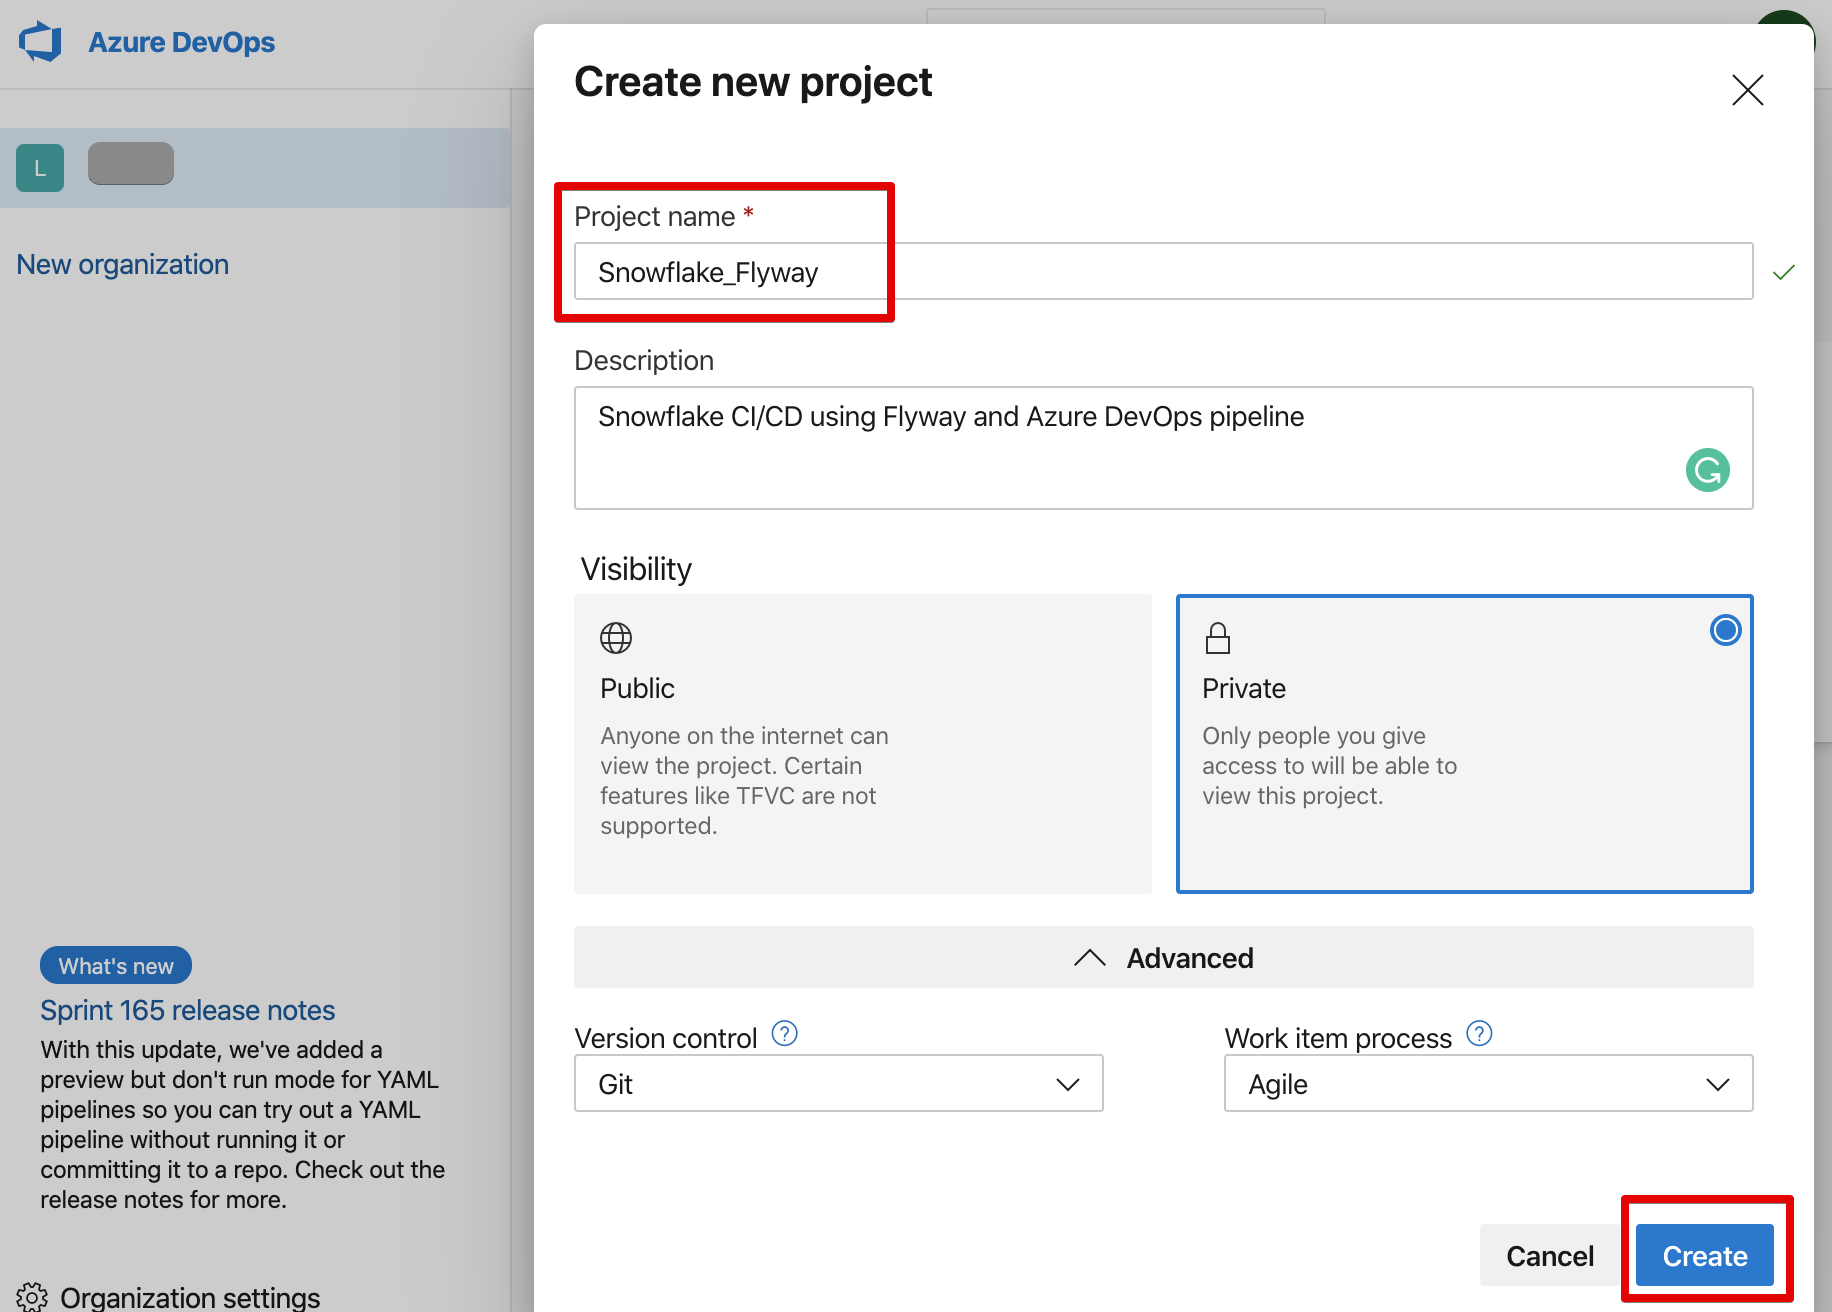 Azure DevOps
L
New organization
What's new
Sprint 165 release notes
With this update, we've added a
preview but don't run mode for YAML
pipelines so you can try out a YAML
pipeline without running it or
committing it to a repo. Check out the
release notes for more.
Organization settings
Create new project
Project name *
Snowflake_Flyway
Description
Snowflake CI/CD using Flyway and Azure DevOps pipeline
Visibility
Public
Anyone on the internet can
view the project. Certain
features like TFVC are not
supported.
Private
Only people you give
access to will be able to
view this project.
Advanced
Version control ?
Git
Work item process ?
Agile
Cancel
Create